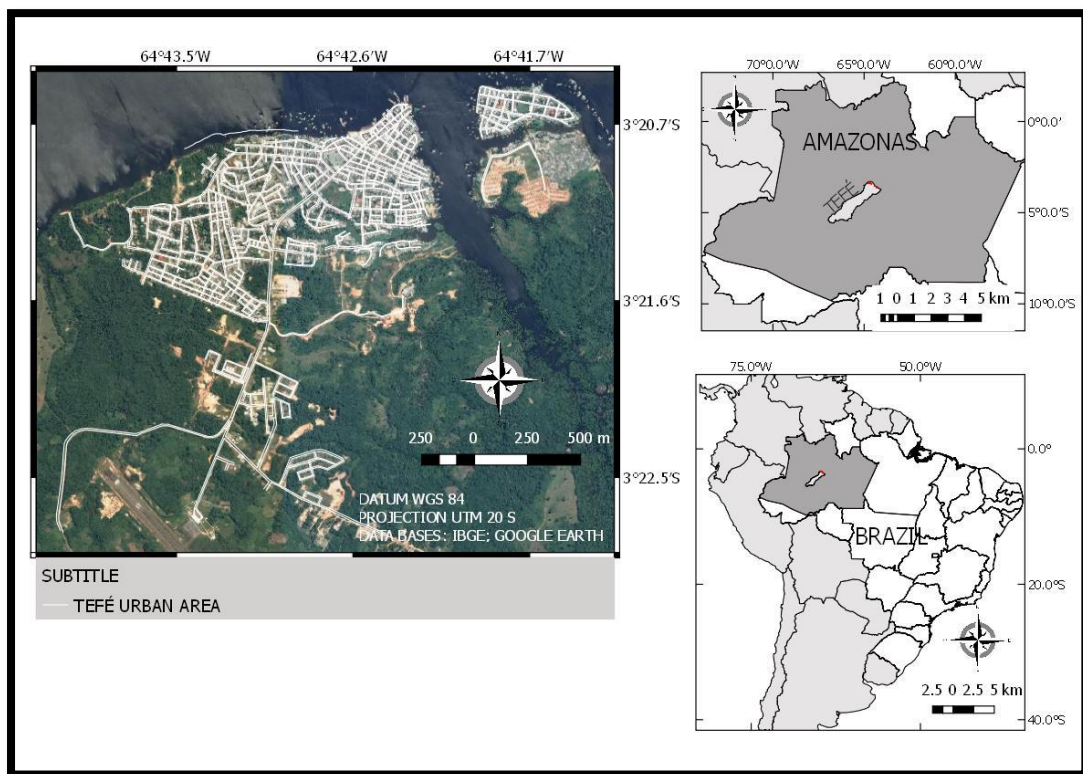 64°43.5'W 64°42.6'W 64°41.7'W
3°20.7'S
3°21.6'S
3°22.5'S
250 0 250 500 m
DATUM WGS 84
PROJECTION UTM 20 S
DATA BASES: IBGE; GOOGLE EARTH
SUBTITLE
TEFÉ URBAN AREA
70°0.0'W 65°0.0'W 60°0.0'W
0°0.0'
5°0.0'S
10°0.0'S
AMAZONAS
TEFÉ
1 0 1 2 3 4 5 km
75.0°W 50.0°W
0.0°
20.0°S
40.0°S
BRAZIL
2.5 0 2.5 5 km